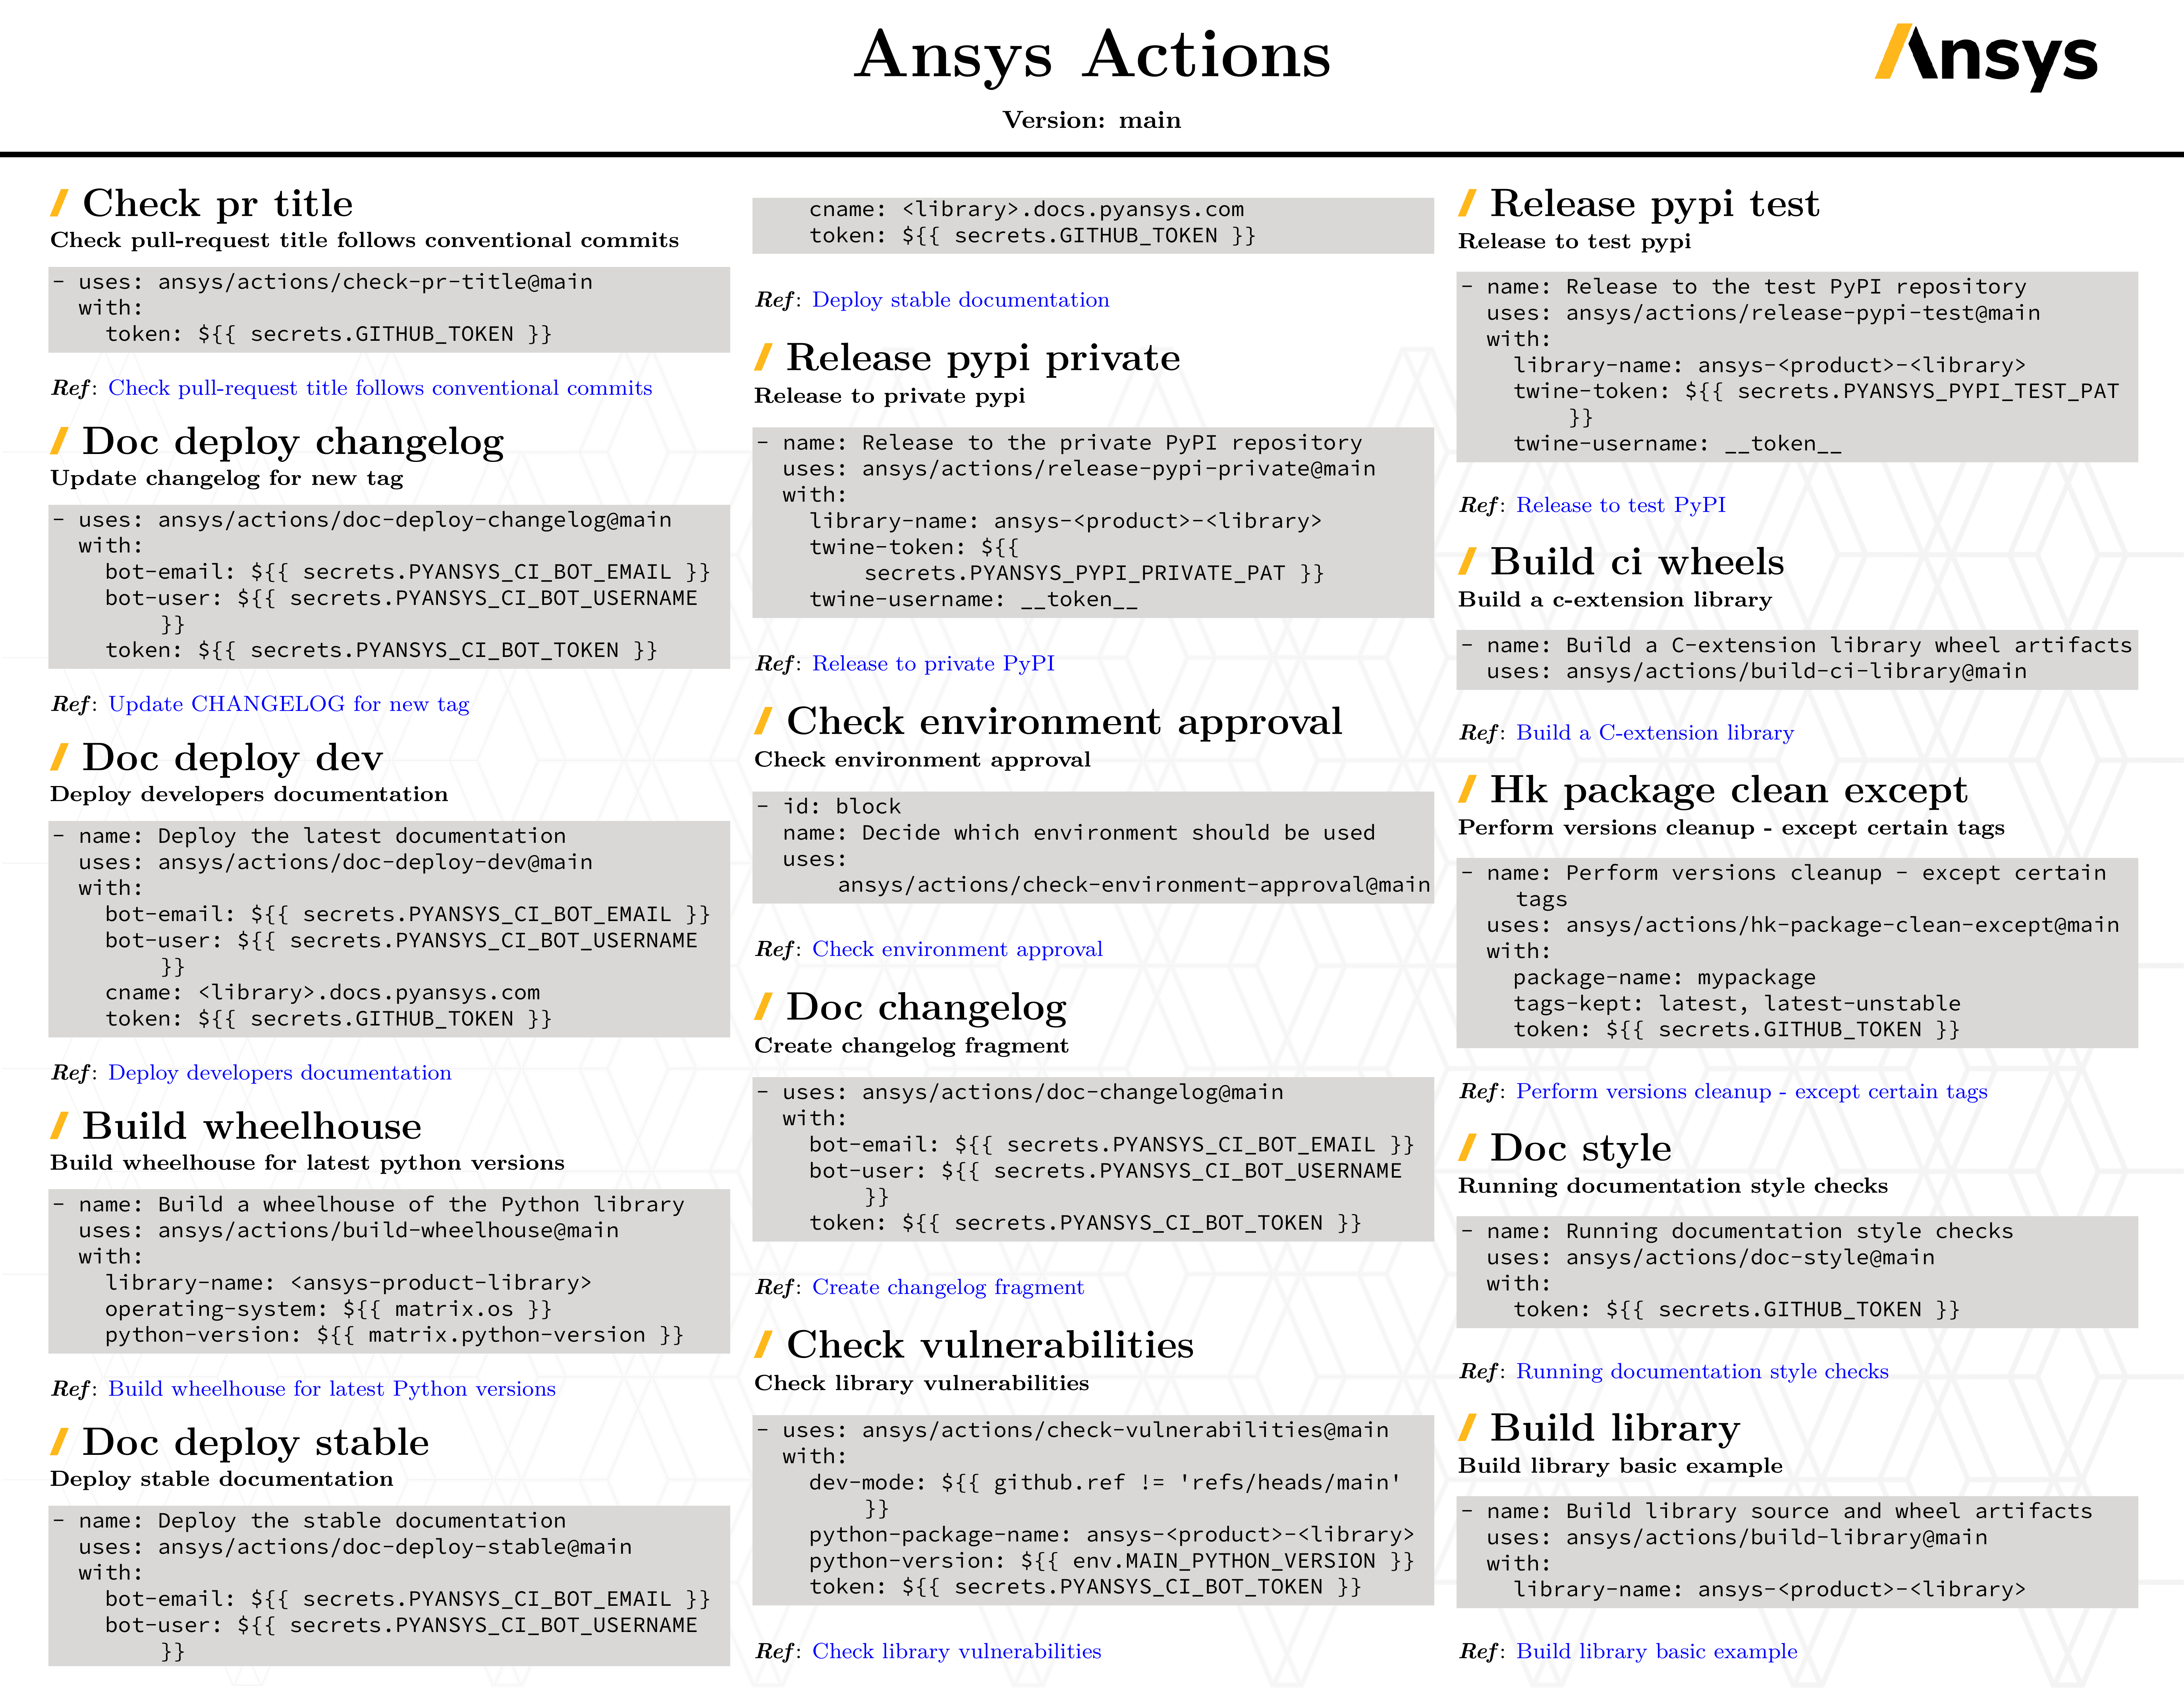 Ansys Actions
Ansys
Version: main
Check pr title
Check pull-request title follows conventional commits
- uses: ansys/actions/check-pr-title@main
  with:
    token: ${{ secrets.GITHUB_TOKEN }}
Ref: Check pull-request title follows conventional commits
Doc deploy changelog
Update changelog for new tag
- uses: ansys/actions/doc-deploy-changelog@main
  with:
    bot-email: ${{ secrets.PYANSYS_CI_BOT_EMAIL }}
    bot-user: ${{ secrets.PYANSYS_CI_BOT_USERNAME
        }}
    token: ${{ secrets.PYANSYS_CI_BOT_TOKEN }}
Ref: Update CHANGELOG for new tag
Doc deploy dev
Deploy developers documentation
- name: Deploy the latest documentation
  uses: ansys/actions/doc-deploy-dev@main
  with:
    bot-email: ${{ secrets.PYANSYS_CI_BOT_EMAIL }}
    bot-user: ${{ secrets.PYANSYS_CI_BOT_USERNAME
        }}
    cname: <library>.docs.pyansys.com
    token: ${{ secrets.GITHUB_TOKEN }}
Ref: Deploy developers documentation
Build wheelhouse
Build wheelhouse for latest python versions
- name: Build a wheelhouse of the Python library
  uses: ansys/actions/build-wheelhouse@main
  with:
    library-name: <ansys-product-library>
    operating-system: ${{ matrix.os }}
    python-version: ${{ matrix.python-version }}
Ref: Build wheelhouse for latest Python versions
Doc deploy stable
Deploy stable documentation
- name: Deploy the stable documentation
  uses: ansys/actions/doc-deploy-stable@main
  with:
    bot-email: ${{ secrets.PYANSYS_CI_BOT_EMAIL }}
    bot-user: ${{ secrets.PYANSYS_CI_BOT_USERNAME
        }}
    cname: <library>.docs.pyansys.com
    token: ${{ secrets.GITHUB_TOKEN }}
Ref: Deploy stable documentation
Release pypi private
Release to private pypi
- name: Release to the private PyPI repository
  uses: ansys/actions/release-pypi-private@main
  with:
    library-name: ansys-<product>-<library>
    twine-token: ${{
        secrets.PYANSYS_PYPI_PRIVATE_PAT }}
    twine-username: __token__
Ref: Release to private PyPI
Check environment approval
Check environment approval
- id: block
  name: Decide which environment should be used
  uses:
      ansys/actions/check-environment-approval@main
Ref: Check environment approval
Doc changelog
Create changelog fragment
- uses: ansys/actions/doc-changelog@main
  with:
    bot-email: ${{ secrets.PYANSYS_CI_BOT_EMAIL }}
    bot-user: ${{ secrets.PYANSYS_CI_BOT_USERNAME
        }}
    token: ${{ secrets.PYANSYS_CI_BOT_TOKEN }}
Ref: Create changelog fragment
Check vulnerabilities
Check library vulnerabilities
- uses: ansys/actions/check-vulnerabilities@main
  with:
    dev-mode: ${{ github.ref != 'refs/heads/main'
        }}
    python-package-name: ansys-<product>-<library>
    python-version: ${{ env.MAIN_PYTHON_VERSION }}
    token: ${{ secrets.PYANSYS_CI_BOT_TOKEN }}
Ref: Check library vulnerabilities
Release pypi test
Release to test pypi
- name: Release to the test PyPI repository
  uses: ansys/actions/release-pypi-test@main
  with:
    library-name: ansys-<product>-<library>
    twine-token: ${{ secrets.PYANSYS_PYPI_TEST_PAT
        }}
    twine-username: __token__
Ref: Release to test PyPI
Build ci wheels
Build a c-extension library
- name: Build a C-extension library wheel artifacts
  uses: ansys/actions/build-ci-library@main
Ref: Build a C-extension library
Hk package clean except
Perform versions cleanup - except certain tags
- name: Perform versions cleanup - except certain
    tags
  uses: ansys/actions/hk-package-clean-except@main
  with:
    package-name: mypackage
    tags-kept: latest, latest-unstable
    token: ${{ secrets.GITHUB_TOKEN }}
Ref: Perform versions cleanup - except certain tags
Doc style
Running documentation style checks
- name: Running documentation style checks
  uses: ansys/actions/doc-style@main
  with:
    token: ${{ secrets.GITHUB_TOKEN }}
Ref: Running documentation style checks
Build library
Build library basic example
- name: Build library source and wheel artifacts
  uses: ansys/actions/build-library@main
  with:
    library-name: ansys-<product>-<library>
Ref: Build library basic example